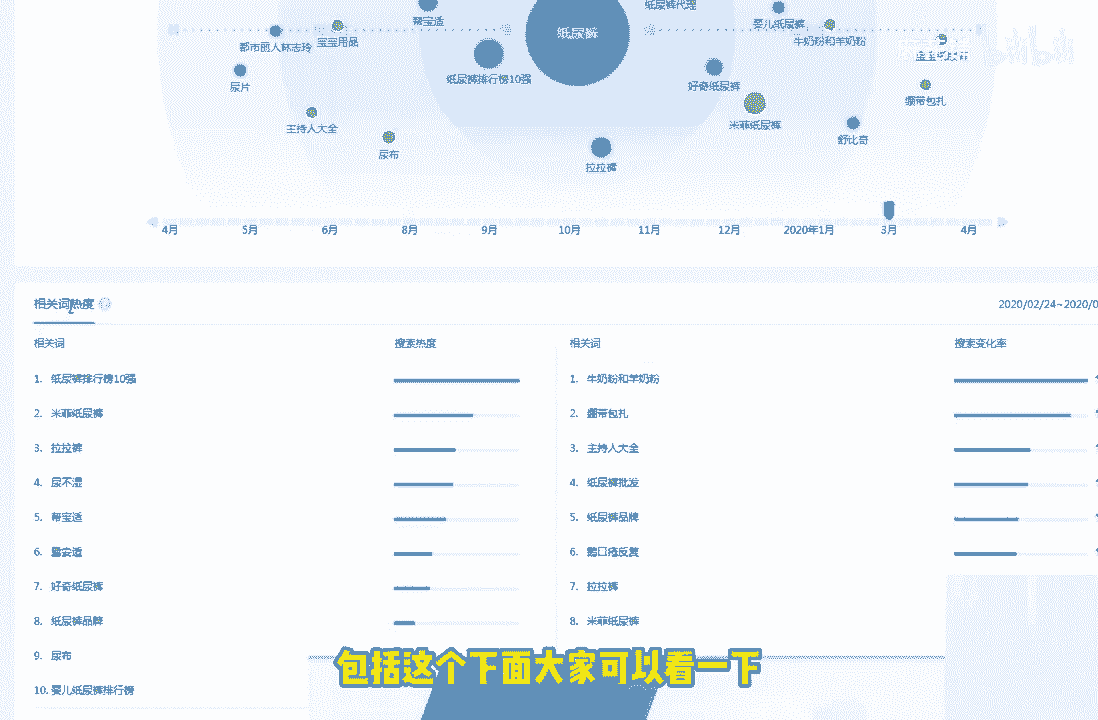 纸尿裤代理
帮宝适
纸尿裤
婴儿纸尿裤
都市丽人林志玲
宝宝用品
牛奶粉和羊奶粉
纸尿裤排行榜10强
尿片
好奇纸尿裤
绷带包扎
主持人大全
米菲纸尿裤
舒比奇
尿布
拉拉裤
4月 5月 6月 8月 9月 10月 11月 12月 2020年1月 3月 4月
相关词热度
2020/02/24~2020/0
相关词 搜索热度 相关词 搜索变化率
1. 纸尿裤排行榜10强 1. 牛奶粉和羊奶粉
2. 米菲纸尿裤 2. 绷带包扎
3. 拉拉裤 3. 主持人大全
4. 尿不湿 4. 纸尿裤批发
5. 帮宝适 5. 纸尿裤品牌
6. 露安适 6. 鹅口疮反复
7. 好奇纸尿裤 7. 拉拉裤
8. 纸尿裤品牌 8. 米菲纸尿裤
9. 尿布
10. 婴儿纸尿裤排行榜
包括这个下面大家可以看一下